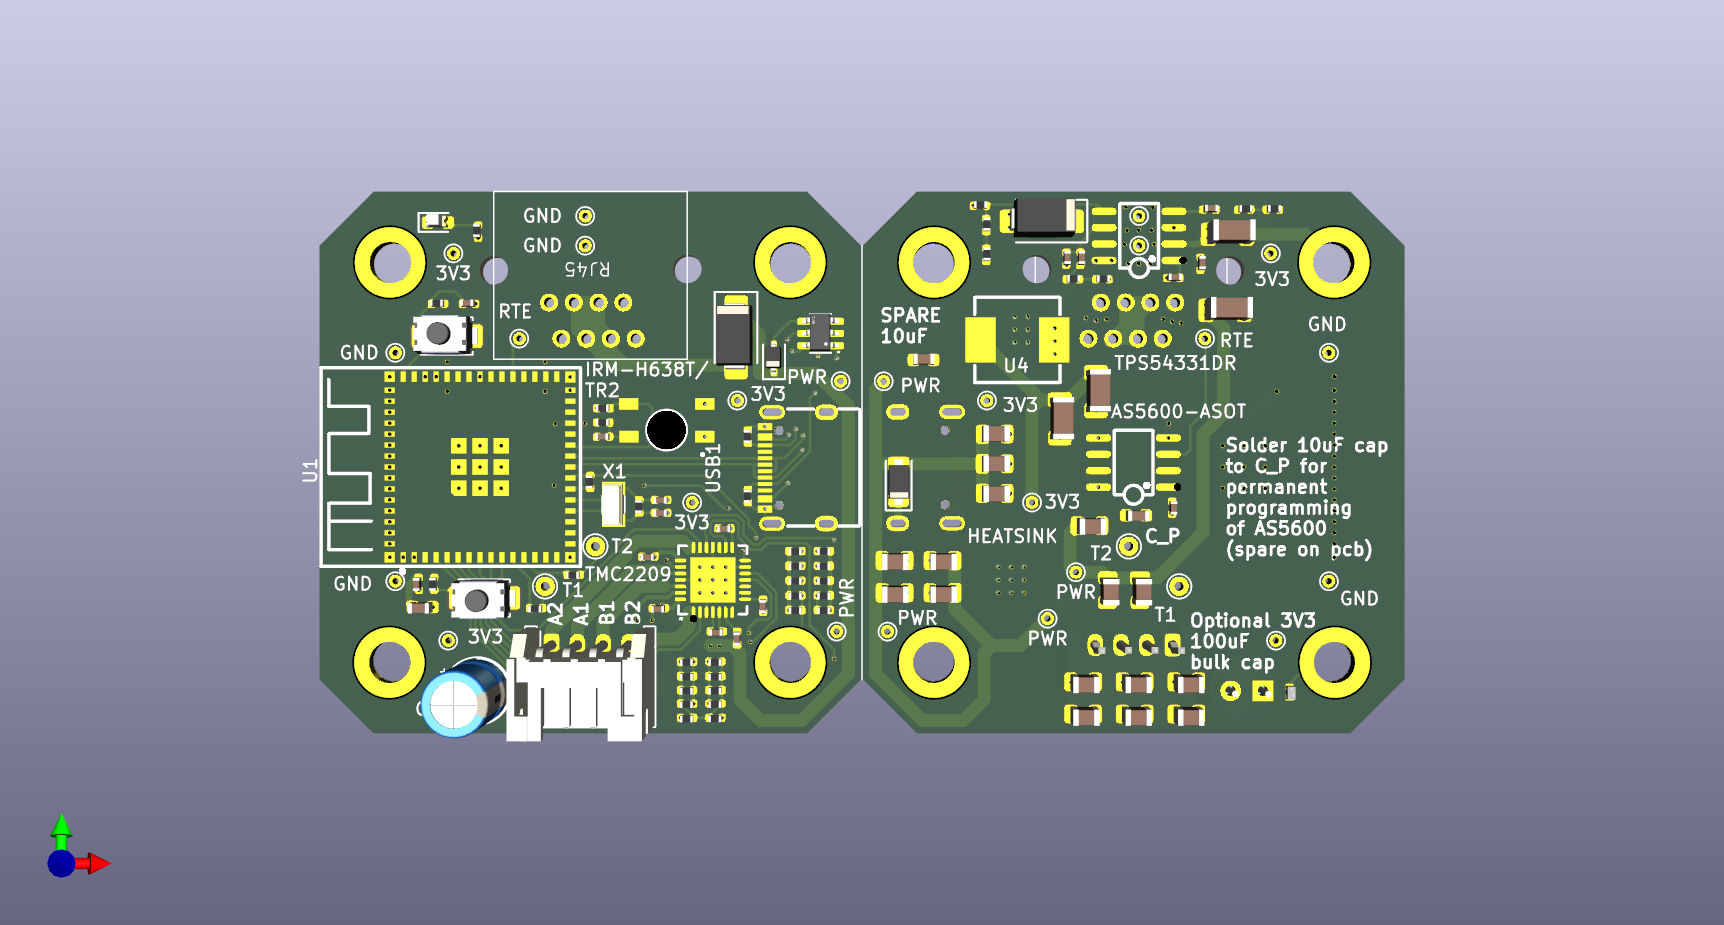 GND
GND
RJ45
3V3
RTE
GND
IRM-H638T/
TR2
PWR
3V3
U1
USB1
X1
3V3
T2
TMC2209
GND
T1
PWR
A2
A1
B1
B2
3V3
3V3
SPARE
10uF
GND
U4
RTE
TPS54331DR
PWR
3V3
AS5600-ASOT
Solder 10uF cap
to C_P for
permanent
programming
of AS5600
(spare on pcb)
3V3
HEATSINK
C_P
T2
PWR
GND
T1
PWR
PWR
Optional 3V3
100uF
bulk cap